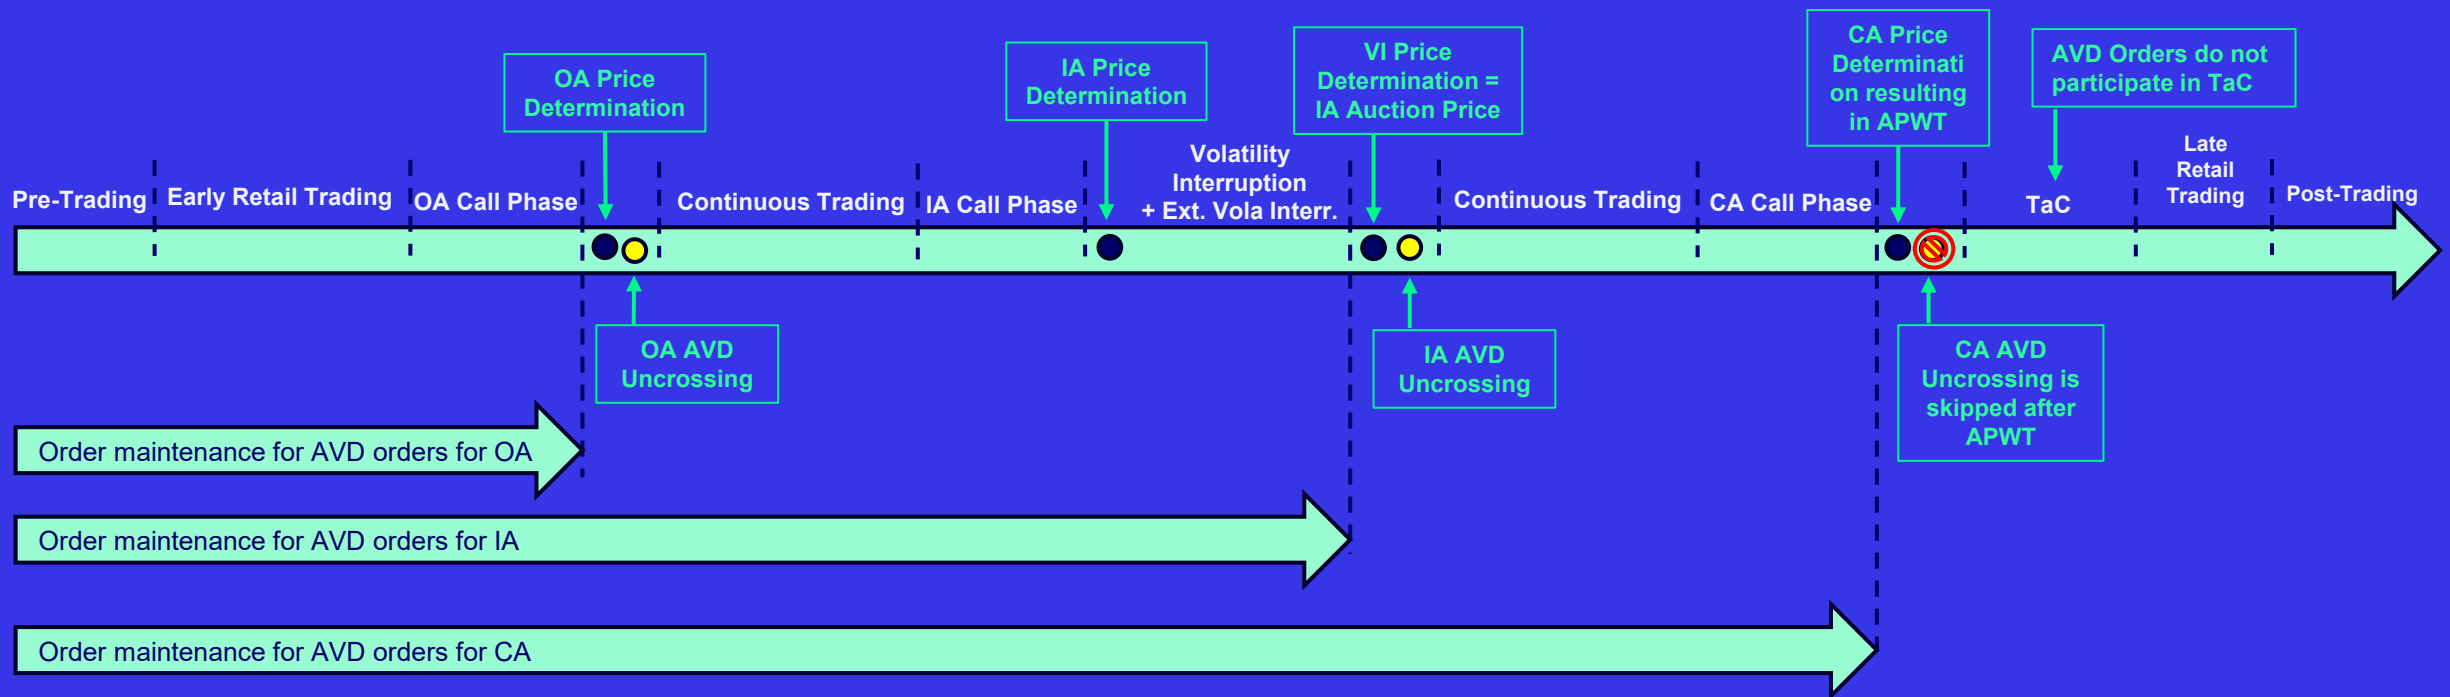 OA Price
Determination
IA Price
Determination
VI Price
Determination =
IA Auction Price
CA Price
Determinati
on resulting
in APWT
AVD Orders do not
participate in TaC
Pre-Trading
Early Retail Trading
OA Call Phase
Continuous Trading
IA Call Phase
Volatility
Interruption
+ Ext. Vola Interr.
Continuous Trading
CA Call Phase
TaC
Late
Retail
Trading
Post-Trading
OA AVD
Uncrossing
IA AVD
Uncrossing
CA AVD
Uncrossing is
skipped after
APWT
Order maintenance for AVD orders for OA
Order maintenance for AVD orders for IA
Order maintenance for AVD orders for CA